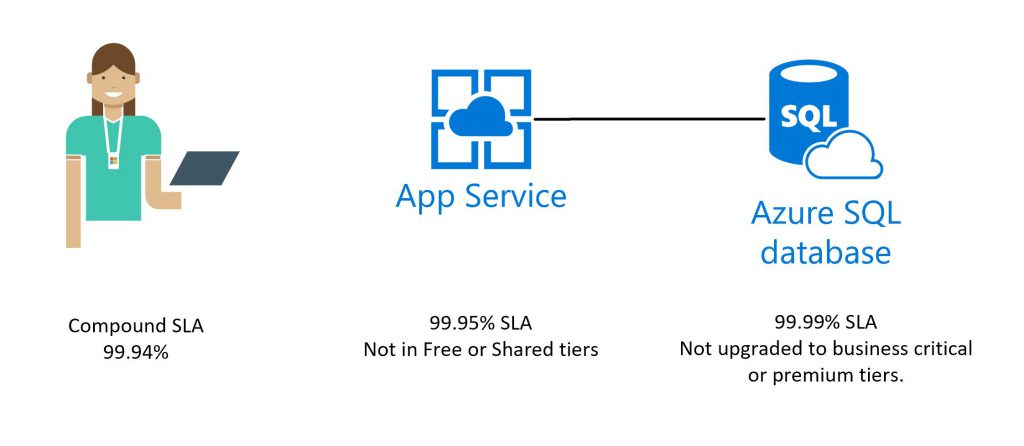 SQL
App Service
Azure SQL
database
Compound SLA
99.94%
99.95% SLA
Not in Free or Shared tiers
99.99% SLA
Not upgraded to business critical
or premium tiers.